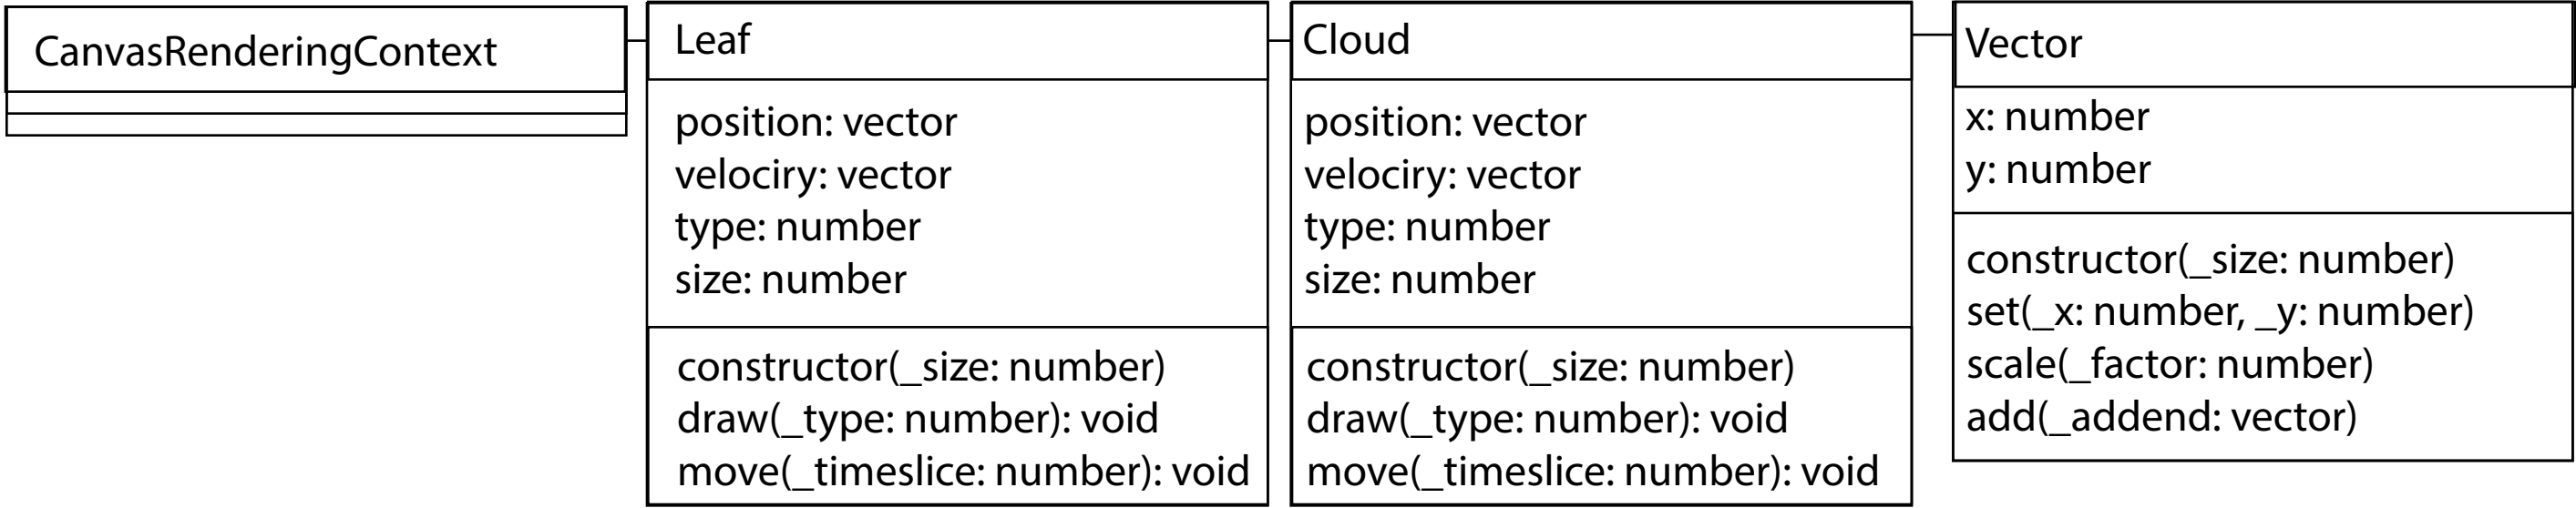 CanvasRenderingContext
Leaf
position: vector
velociry: vector
type: number
size: number
constructor(_size: number)
draw(_type: number): void
move(_timeslice: number): void
Cloud
position: vector
velociry: vector
type: number
size: number
constructor(_size: number)
draw(_type: number): void
move(_timeslice: number): void
Vector
x: number
y: number
constructor(_size: number)
set(_x: number, _y: number)
scale(_factor: number)
add(_addend: vector)